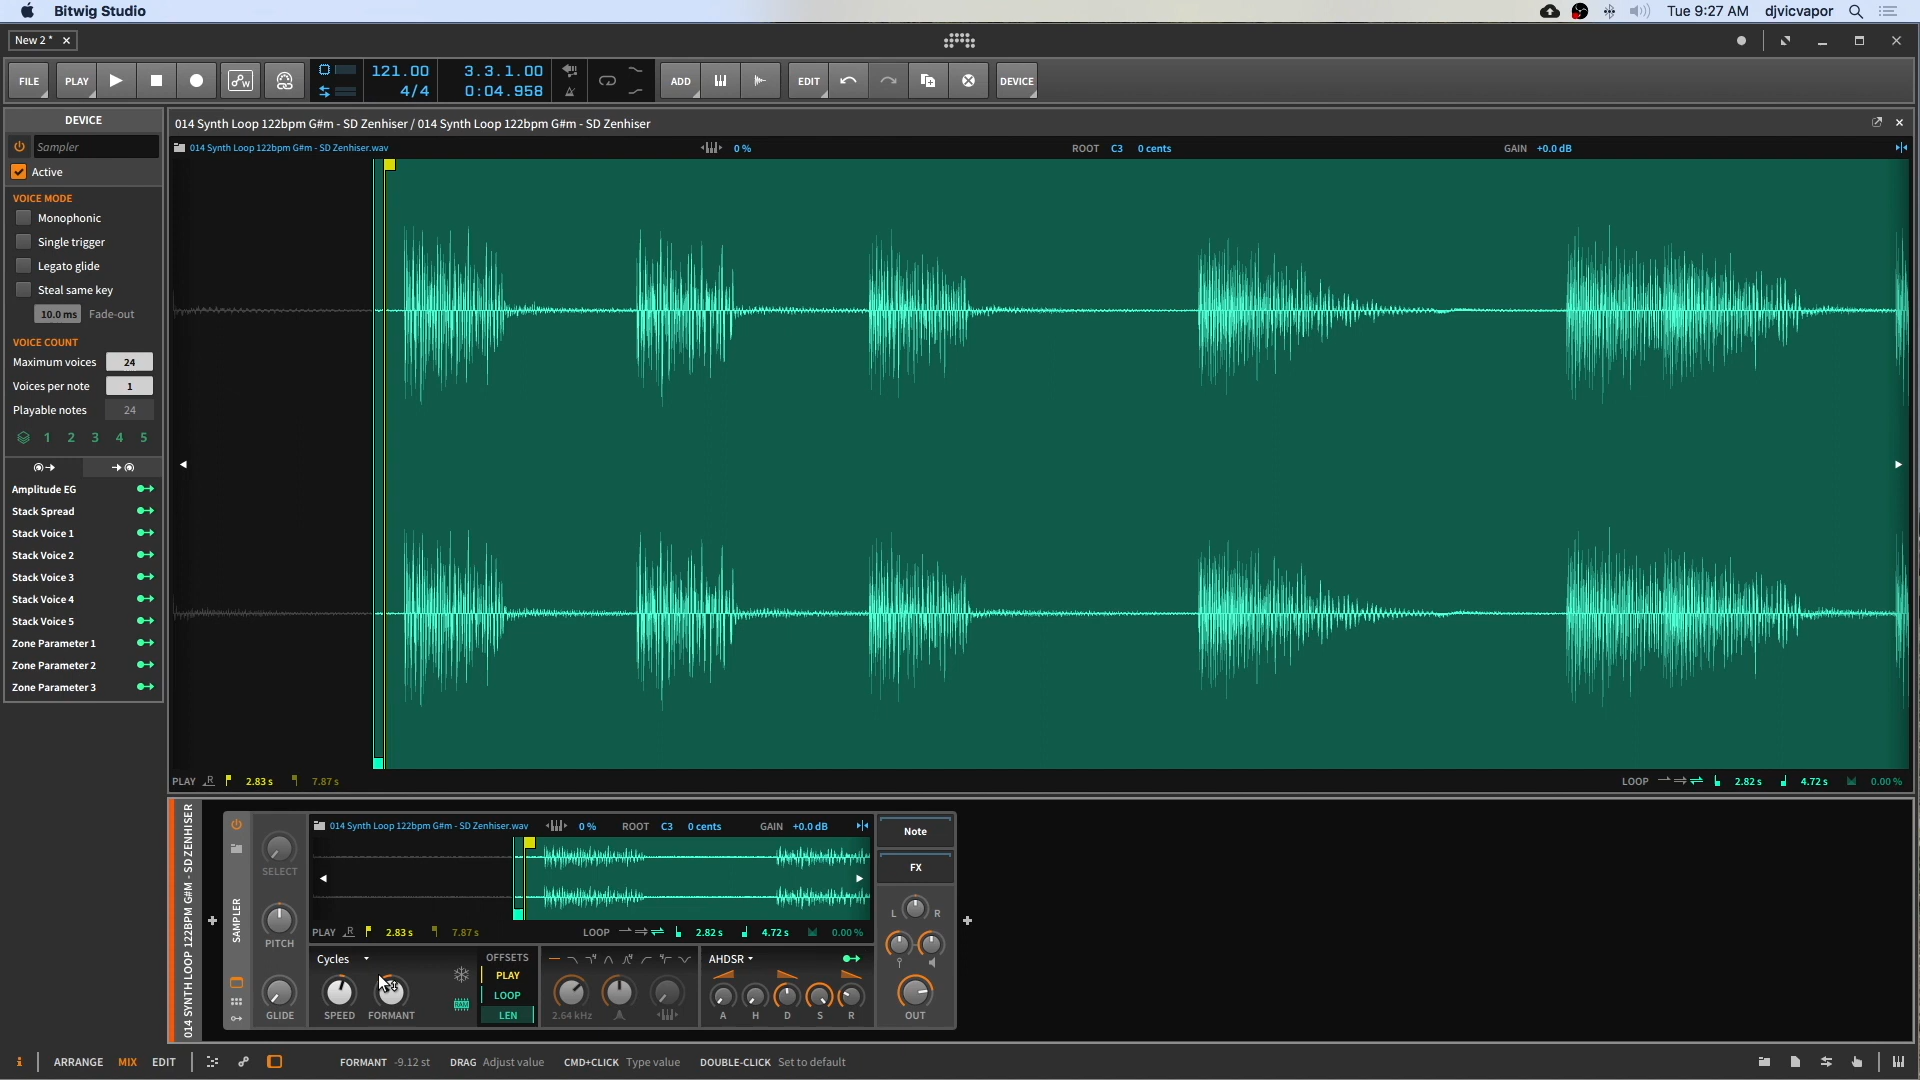 Bitwig Studio
Tue 9:27 AM djvicvapor
New 2 *
FILE PLAY 121.00 3.3.1.00 ADD EDIT DEVICE
4/4 0:04.958
DEVICE
Sampler
Active
VOICE MODE
Monophonic
Single trigger
Legato glide
Steal same key
10.0 ms Fade-out
VOICE COUNT
Maximum voices 24
Voices per note 1
Playable notes 24
1 2 3 4 5
Amplitude EG
Stack Spread
Stack Voice 1
Stack Voice 2
Stack Voice 3
Stack Voice 4
Stack Voice 5
Zone Parameter 1
Zone Parameter 2
Zone Parameter 3
014 Synth Loop 122bpm G#m - SD Zenhiser / 014 Synth Loop 122bpm G#m - SD Zenhiser
014 Synth Loop 122bpm G#m - SD Zenhiser.wav 0 % ROOT C3 0 cents GAIN +0.0 dB
PLAY R 2.83 s 7.87 s LOOP 2.82 s 4.72 s 0.00 %
014 SYNTH LOOP 122BPM G#M - SD ZENHISER
SAMPLER
SELECT
PITCH
GLIDE
014 Synth Loop 122bpm G#m - SD Zenhiser.wav 0 % ROOT C3 0 cents GAIN +0.0 dB
PLAY R 2.83 s 7.87 s LOOP 2.82 s 4.72 s 0.00 %
Cycles
SPEED FORMANT
RAM
OFFSETS
PLAY
LOOP
LEN
2.64 kHz
AHDSR
A H D S R
Note
FX
L R
OUT
i ARRANGE MIX EDIT FORMANT -9.12 st DRAG Adjust value CMD+CLICK Type value DOUBLE-CLICK Set to default